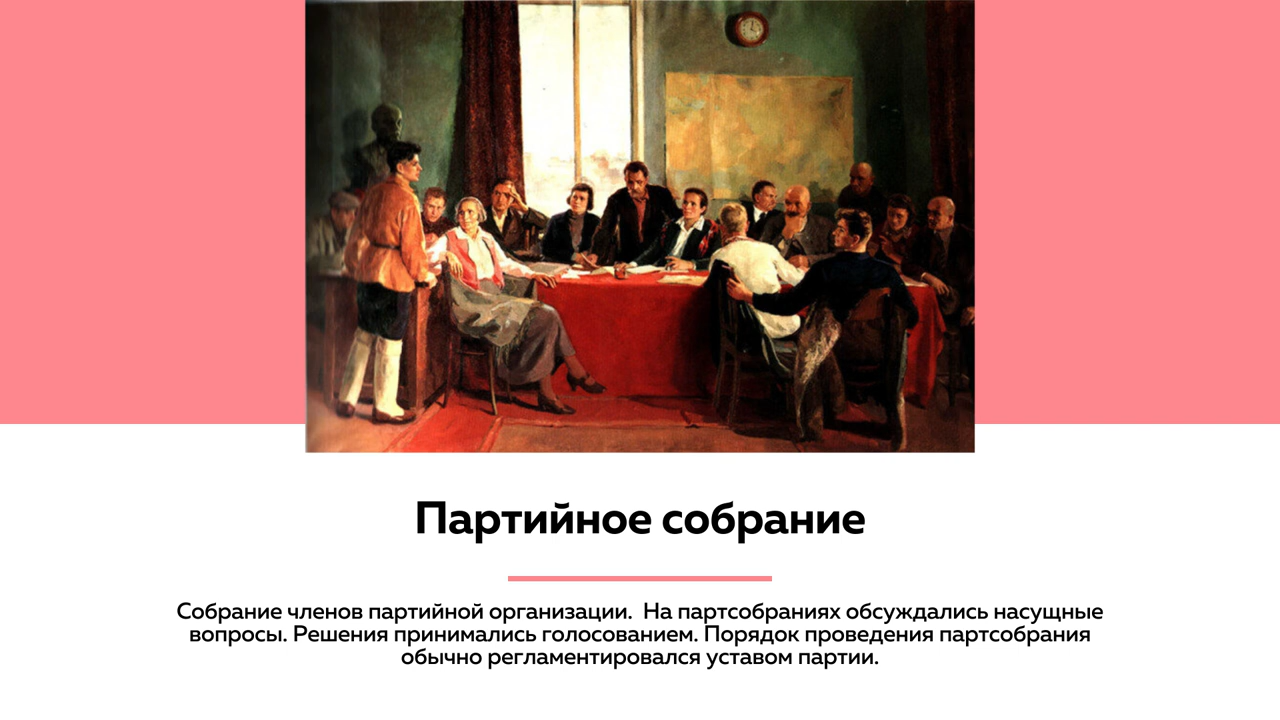 Партийное собрание
Собрание членов партийной организации.  На партсобраниях обсуждались насущные
вопросы. Решения принимались голосованием. Порядок проведения партсобрания
обычно регламентировался уставом партии.